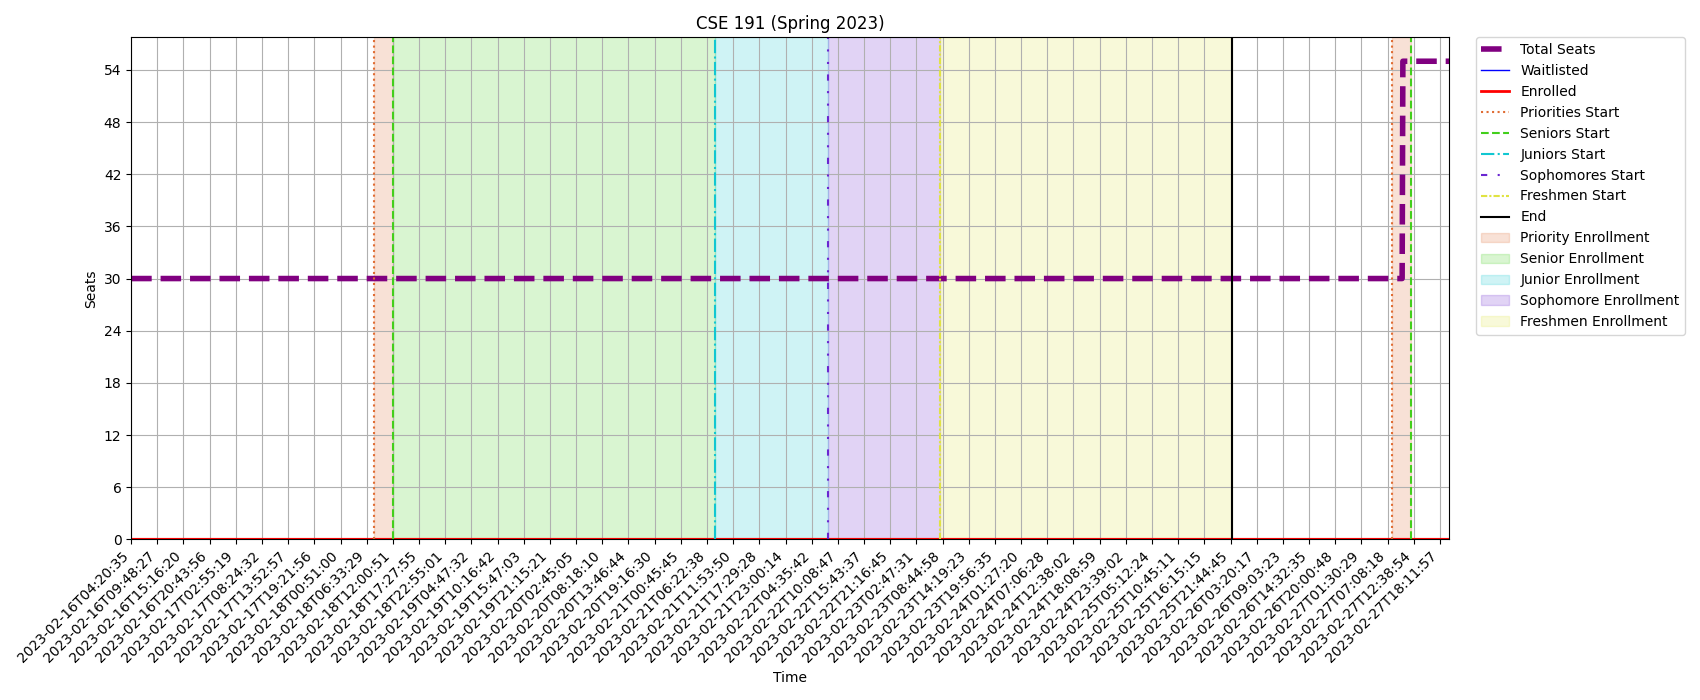 CSE 191 (Spring 2023)
54
48
42
36
30
24
18
12
6
0
Seats
2023-02-16T04:20:35
2023-02-16T09:48:27
2023-02-16T15:16:20
2023-02-16T20:43:56
2023-02-17T02:55:19
2023-02-17T08:24:32
2023-02-17T13:52:57
2023-02-17T19:21:56
2023-02-18T00:51:00
2023-02-18T06:33:29
2023-02-18T12:00:51
2023-02-18T17:27:55
2023-02-18T22:55:01
2023-02-19T04:47:32
2023-02-19T10:16:42
2023-02-19T15:47:03
2023-02-19T21:15:21
2023-02-20T02:45:05
2023-02-20T08:18:10
2023-02-20T13:46:44
2023-02-20T19:16:30
2023-02-21T00:45:45
2023-02-21T06:22:38
2023-02-21T11:53:50
2023-02-21T17:29:28
2023-02-21T23:00:14
2023-02-22T04:35:42
2023-02-22T10:08:47
2023-02-22T15:43:37
2023-02-22T21:16:45
2023-02-23T02:47:31
2023-02-23T08:44:58
2023-02-23T14:19:23
2023-02-23T19:56:35
2023-02-24T01:27:20
2023-02-24T07:06:28
2023-02-24T12:38:02
2023-02-24T18:08:59
2023-02-24T23:39:02
2023-02-25T05:12:24
2023-02-25T10:45:11
2023-02-25T16:15:15
2023-02-25T21:44:45
2023-02-26T03:20:17
2023-02-26T09:03:23
2023-02-26T14:32:35
2023-02-26T20:00:48
2023-02-27T01:30:29
2023-02-27T07:08:18
2023-02-27T12:38:54
2023-02-27T18:11:57
Time
Total Seats
Waitlisted
Enrolled
Priorities Start
Seniors Start
Juniors Start
Sophomores Start
Freshmen Start
End
Priority Enrollment
Senior Enrollment
Junior Enrollment
Sophomore Enrollment
Freshmen Enrollment